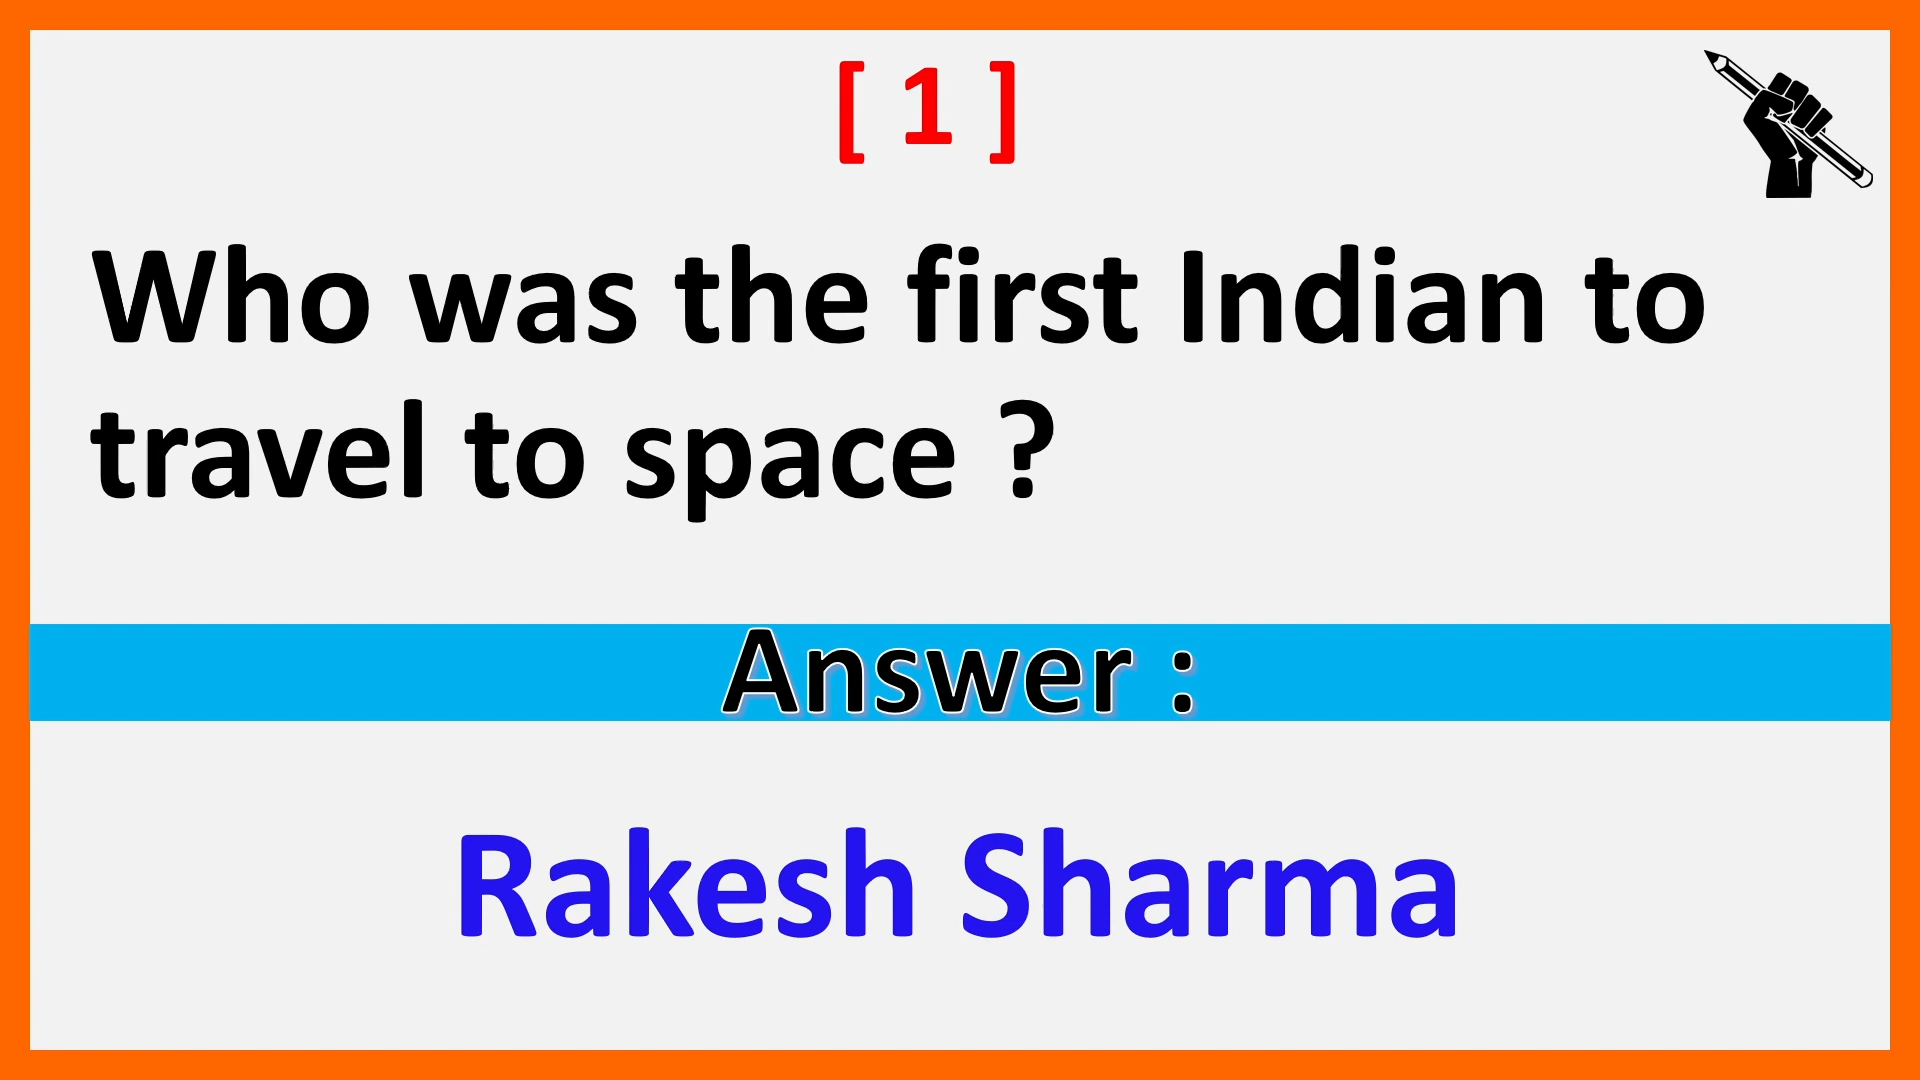 [ 1 ]
Who was the first Indian to
travel to space ?
Answer :
Rakesh Sharma